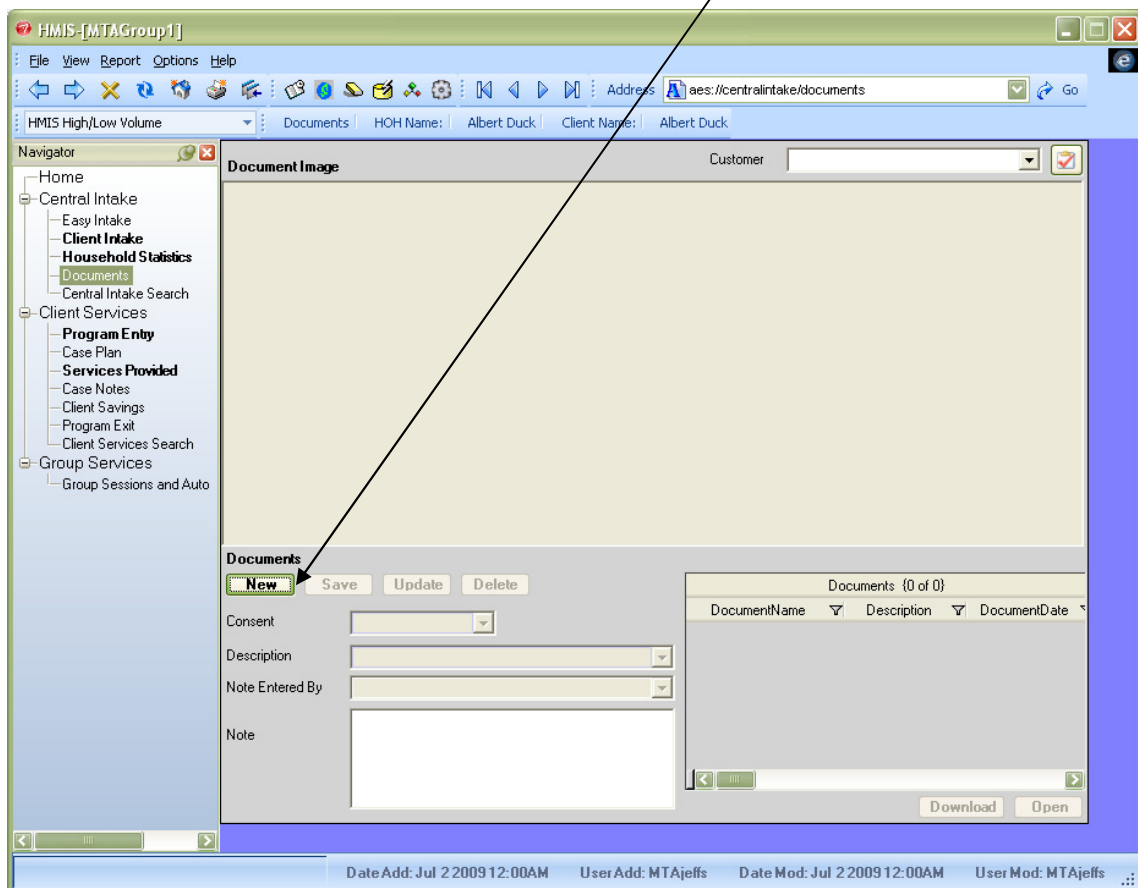 HMIS-[MTAGroup1]
File View Report Options Help
Address aes://centralintake/documents Go
HMIS High/Low Volume Documents HOH Name: Albert Duck Client Name: Albert Duck
Navigator
Home
Central Intake
Easy Intake
Client Intake
Household Statistics
Documents
Central Intake Search
Client Services
Program Entry
Case Plan
Services Provided
Case Notes
Client Savings
Program Exit
Client Services Search
Group Services
Group Sessions and Auto
Document Image Customer
Documents
New Save Update Delete
Consent
Description
Note Entered By
Note
Documents {0 of 0}
DocumentName Description DocumentDate
Download Open
Date Add: Jul 2 2009 12:00AM User Add: MTAjeffs Date Mod: Jul 2 2009 12:00AM User Mod: MTAjeffs